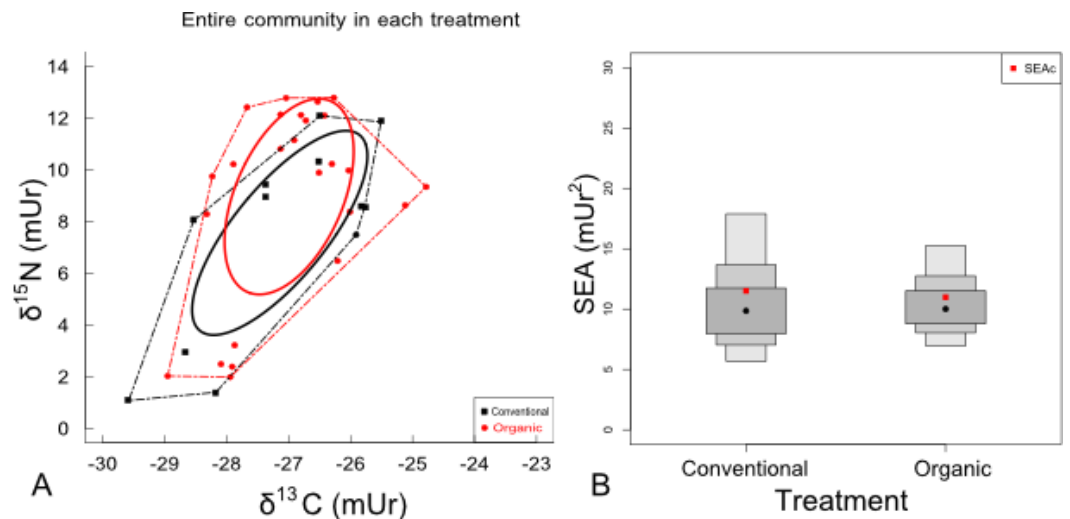 Entire community in each treatment
14
12
10
8
6
4
2
0
δ¹⁵N (mUr)
-30 -29 -28 -27 -26 -25 -24 -23
δ¹³C (mUr)
Conventional
Organic
A
SEAc
30
25
20
15
10
5
0
SEA (mUr²)
Conventional Organic
Treatment
B